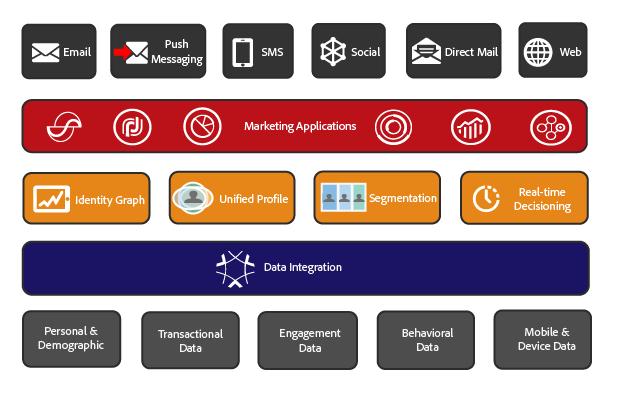 Email
Push
Messaging
SMS
Social
Direct Mail
Web
Marketing Applications
Identity Graph
Unified Profile
Segmentation
Real-time
Decisioning
Data Integration
Personal &
Demographic
Transactional
Data
Engagement
Data
Behavioral
Data
Mobile &
Device Data